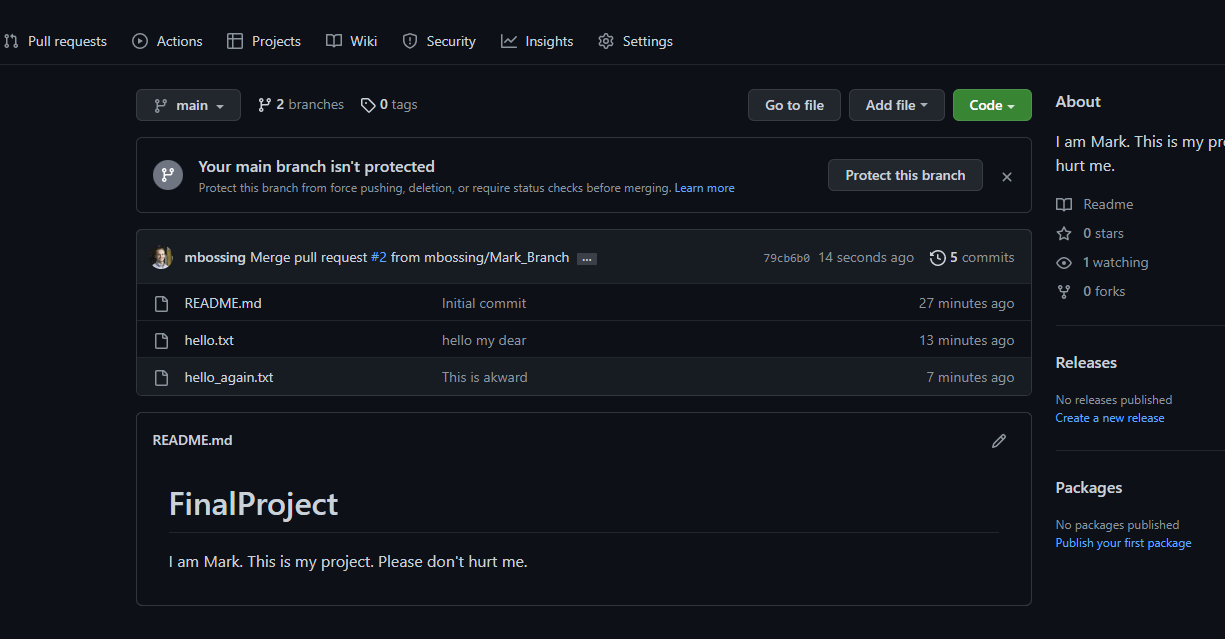 Pull requests Actions Projects Wiki Security Insights Settings
main 2 branches 0 tags Go to file Add file Code
Your main branch isn't protected
Protect this branch from force pushing, deletion, or require status checks before merging. Learn more
Protect this branch
mbossing Merge pull request #2 from mbossing/Mark_Branch ... 79cb6b0 14 seconds ago 5 commits
README.md Initial commit 27 minutes ago
hello.txt hello my dear 13 minutes ago
hello_again.txt This is akward 7 minutes ago
README.md
FinalProject
I am Mark. This is my project. Please don't hurt me.
About
I am Mark. This is my
hurt me.
Readme
0 stars
1 watching
0 forks
Releases
No releases published
Create a new release
Packages
No packages published
Publish your first package